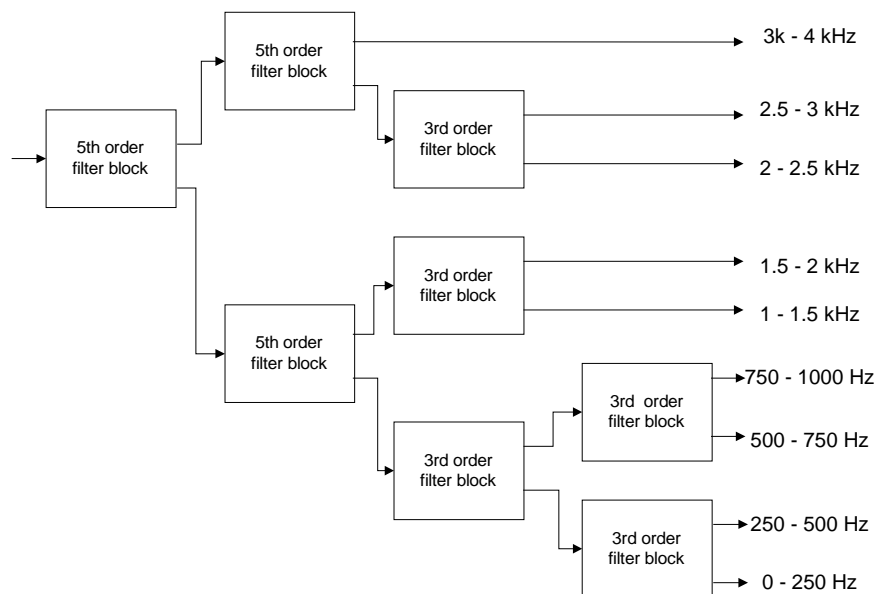 5th order
filter block
3k - 4 kHz
5th order
filter block
3rd order
filter block
2.5 - 3 kHz
2 - 2.5 kHz
5th order
filter block
3rd order
filter block
1.5 - 2 kHz
1 - 1.5 kHz
3rd order
filter block
3rd order
filter block
750 - 1000 Hz
500 - 750 Hz
3rd order
filter block
250 - 500 Hz
0 - 250 Hz